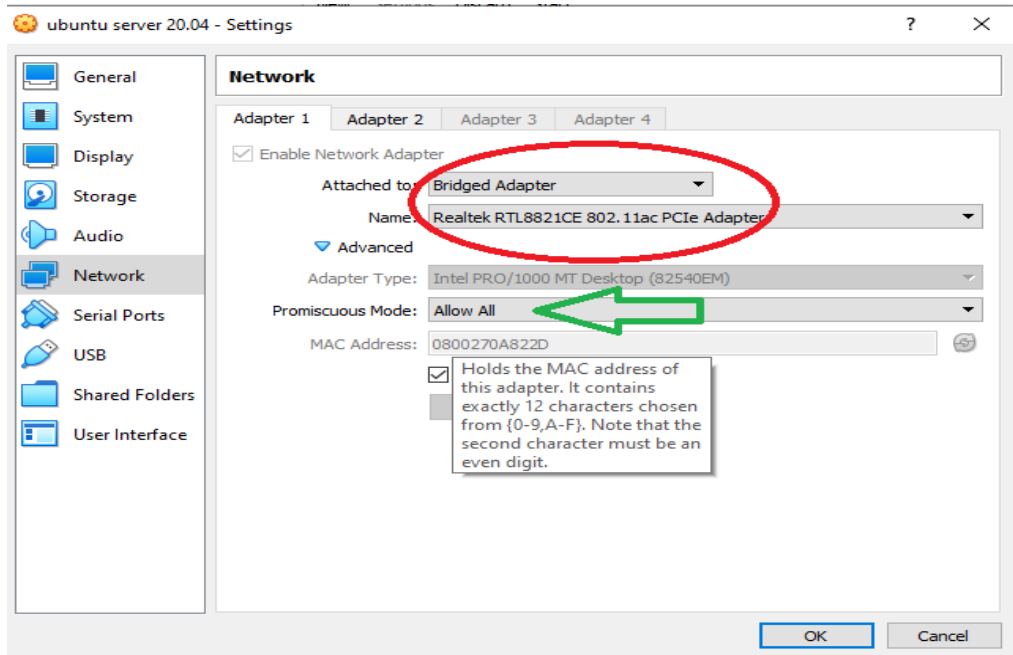 ubuntu server 20.04 - Settings ? ×
General
System
Display
Storage
Audio
Network
Serial Ports
USB
Shared Folders
User Interface
Network
Adapter 1 Adapter 2 Adapter 3 Adapter 4
Enable Network Adapter
Attached to: Bridged Adapter
Name: Realtek RTL8821CE 802.11ac PCIe Adapter
Advanced
Adapter Type: Intel PRO/1000 MT Desktop (82540EM)
Promiscuous Mode: Allow All
MAC Address: 0800270A822D
Holds the MAC address of
this adapter. It contains
exactly 12 characters chosen
from {0-9,A-F}. Note that the
second character must be an
even digit.
OK Cancel